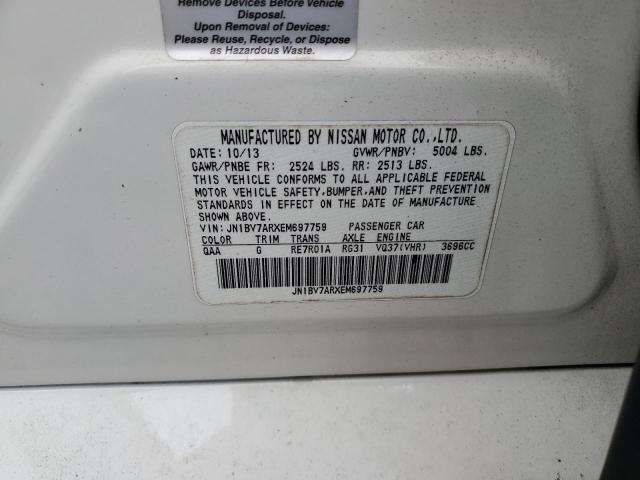 Remove Devices Before Vehicle
Disposal.
Upon Removal of Devices:
Please Reuse, Recycle, or Dispose
as Hazardous Waste.
MANUFACTURED BY NISSAN MOTOR CO.,LTD.
DATE: 10/13 GVWR/PNBV: 5004 LBS.
GAWR/PNBE FR: 2524 LBS. RR: 2513 LBS.
THIS VEHICLE CONFORMS TO ALL APPLICABLE FEDERAL
MOTOR VEHICLE SAFETY,BUMPER,AND THEFT PREVENTION
STANDARDS IN EFFECT ON THE DATE OF MANUFACTURE
SHOWN ABOVE.
VIN: JN1BV7ARXEM697759 PASSENGER CAR
COLOR TRIM TRANS AXLE ENGINE
QAA G RE7R01A RG31 VQ37(VHR) 3696CC
JN1BV7ARXEM697759